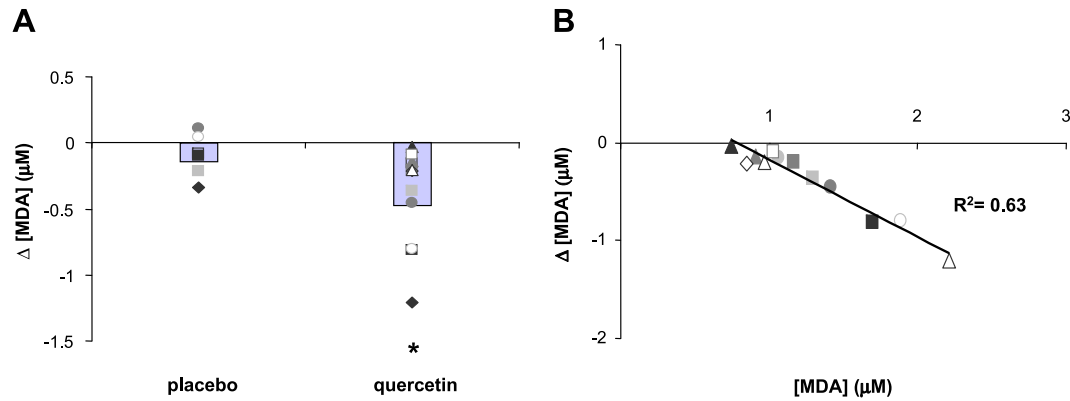 A
Δ [MDA] (μM)
0.5
0
-0.5
-1
-1.5
*
placebo
quercetin
B
Δ [MDA] (μM)
1
0
-1
-2
1
2
3
R²= 0.63
[MDA] (μM)